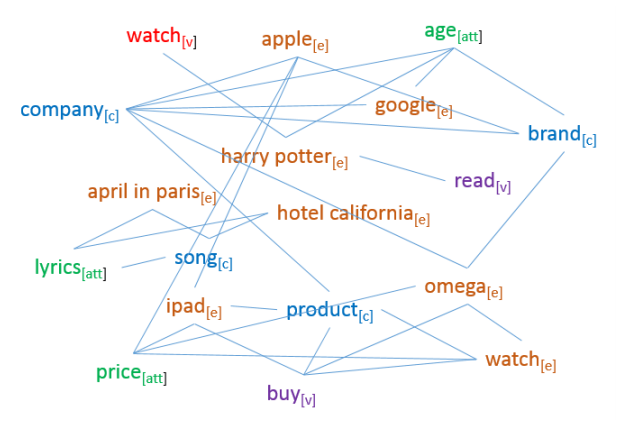 watch[v]
apple[e]
age[att]
company[c]
google[e]
brand[c]
harry potter[e]
read[v]
april in paris[e]
hotel california[e]
lyrics[att]
song[c]
ipad[e]
product[c]
omega[e]
price[att]
buy[v]
watch[e]